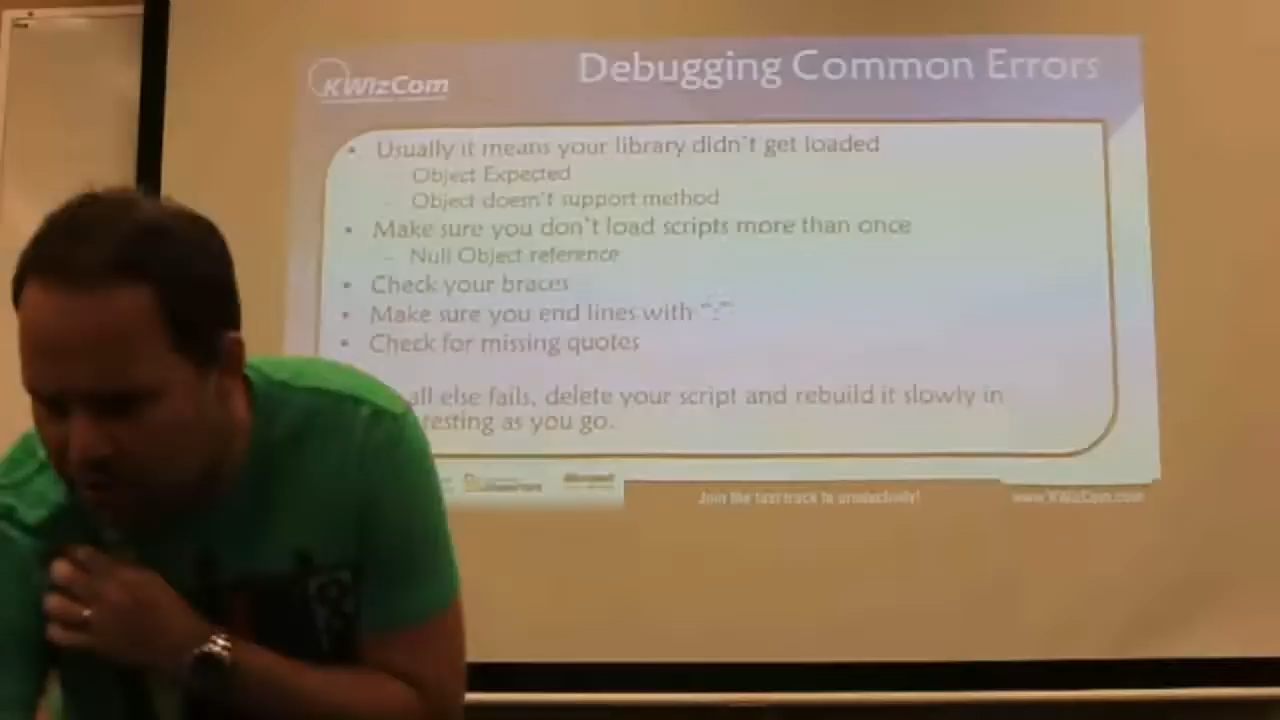 KWizCom
Debugging Common Errors
• Usually it means your library didn't get loaded
– Object Expected
– Object doem't support method
• Make sure you don't load scripts more than once
– Null Object reference
• Check your braces
• Make sure you end lines with ";"
• Check for missing quotes
all else fails, delete your script and rebuild it slowly in
testing as you go.
Join the fast track to productivity!
www.KWizCom.com